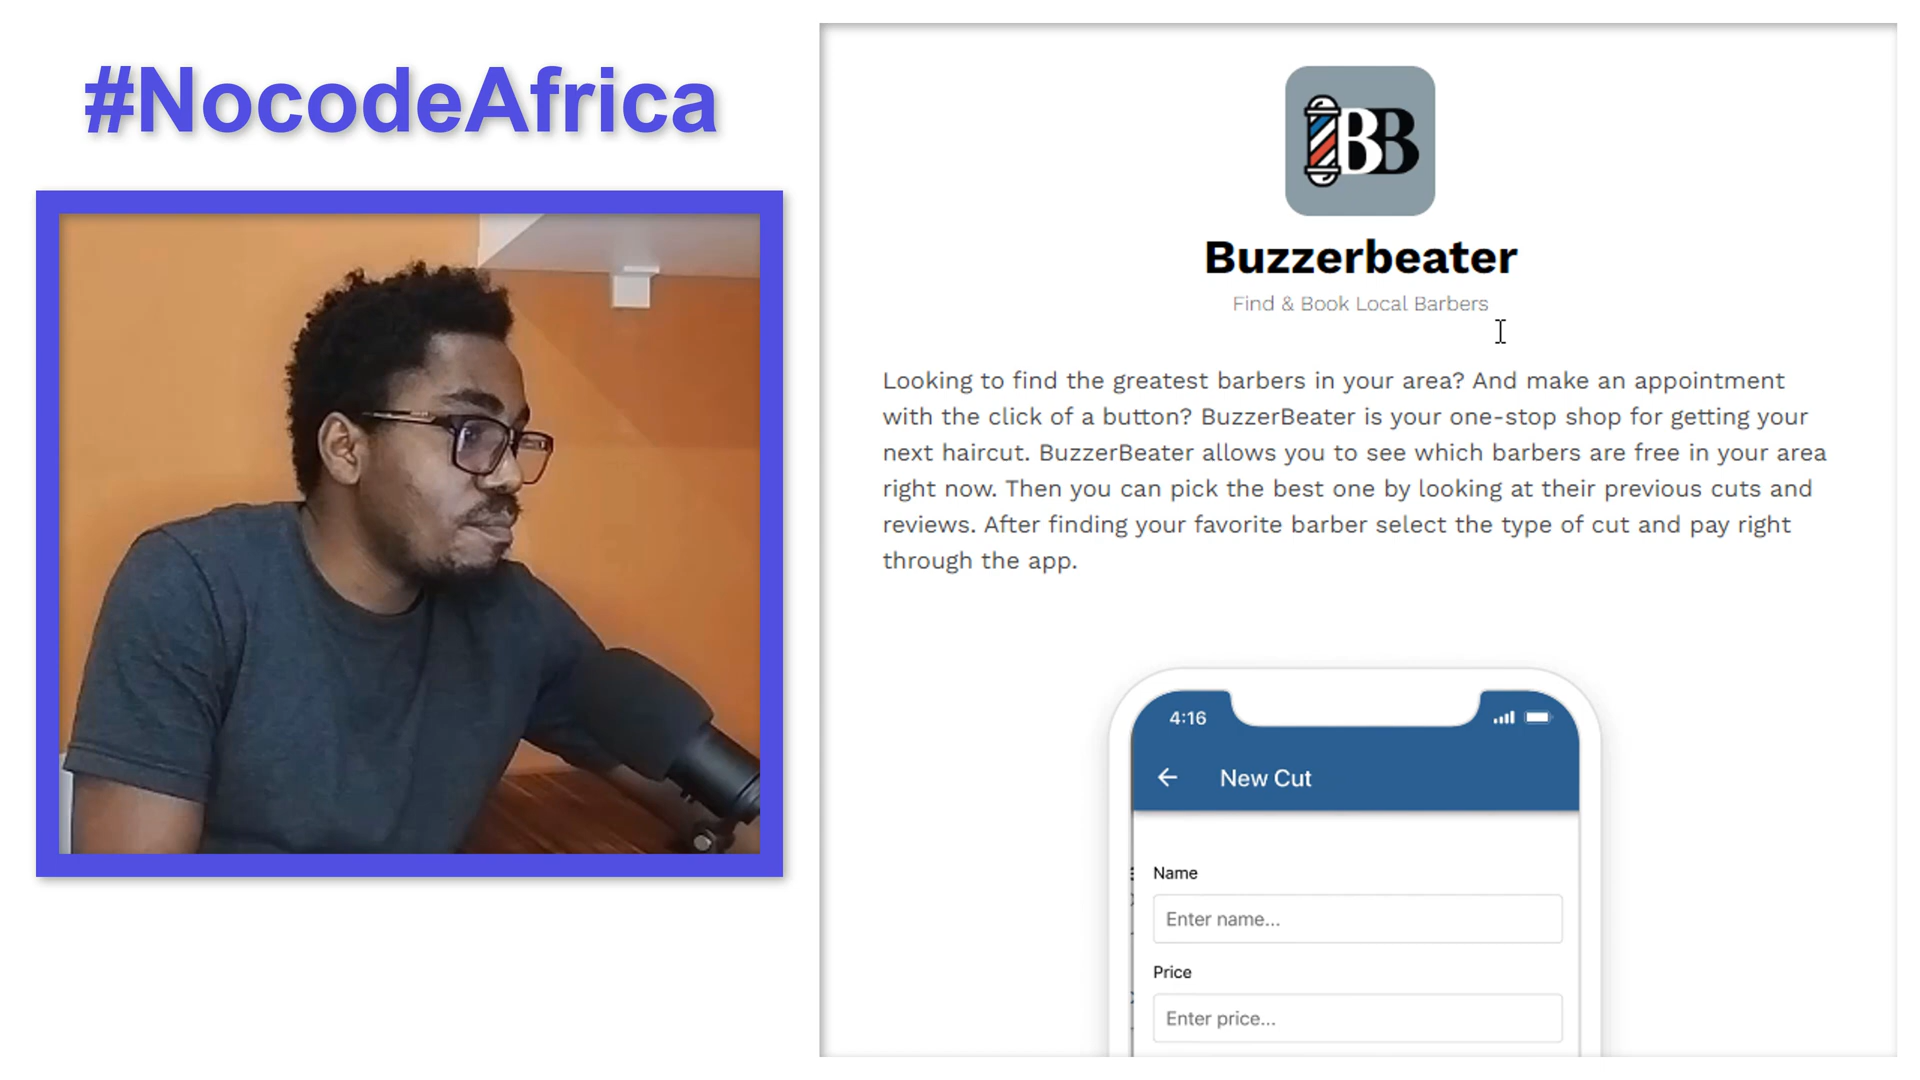 #NocodeAfrica
BB
Buzzerbeater
Find & Book Local Barbers
Looking to find the greatest barbers in your area? And make an appointment
with the click of a button? BuzzerBeater is your one-stop shop for getting your
next haircut. BuzzerBeater allows you to see which barbers are free in your area
right now. Then you can pick the best one by looking at their previous cuts and
reviews. After finding your favorite barber select the type of cut and pay right
through the app.
4:16
New Cut
Name
Enter name...
Price
Enter price...